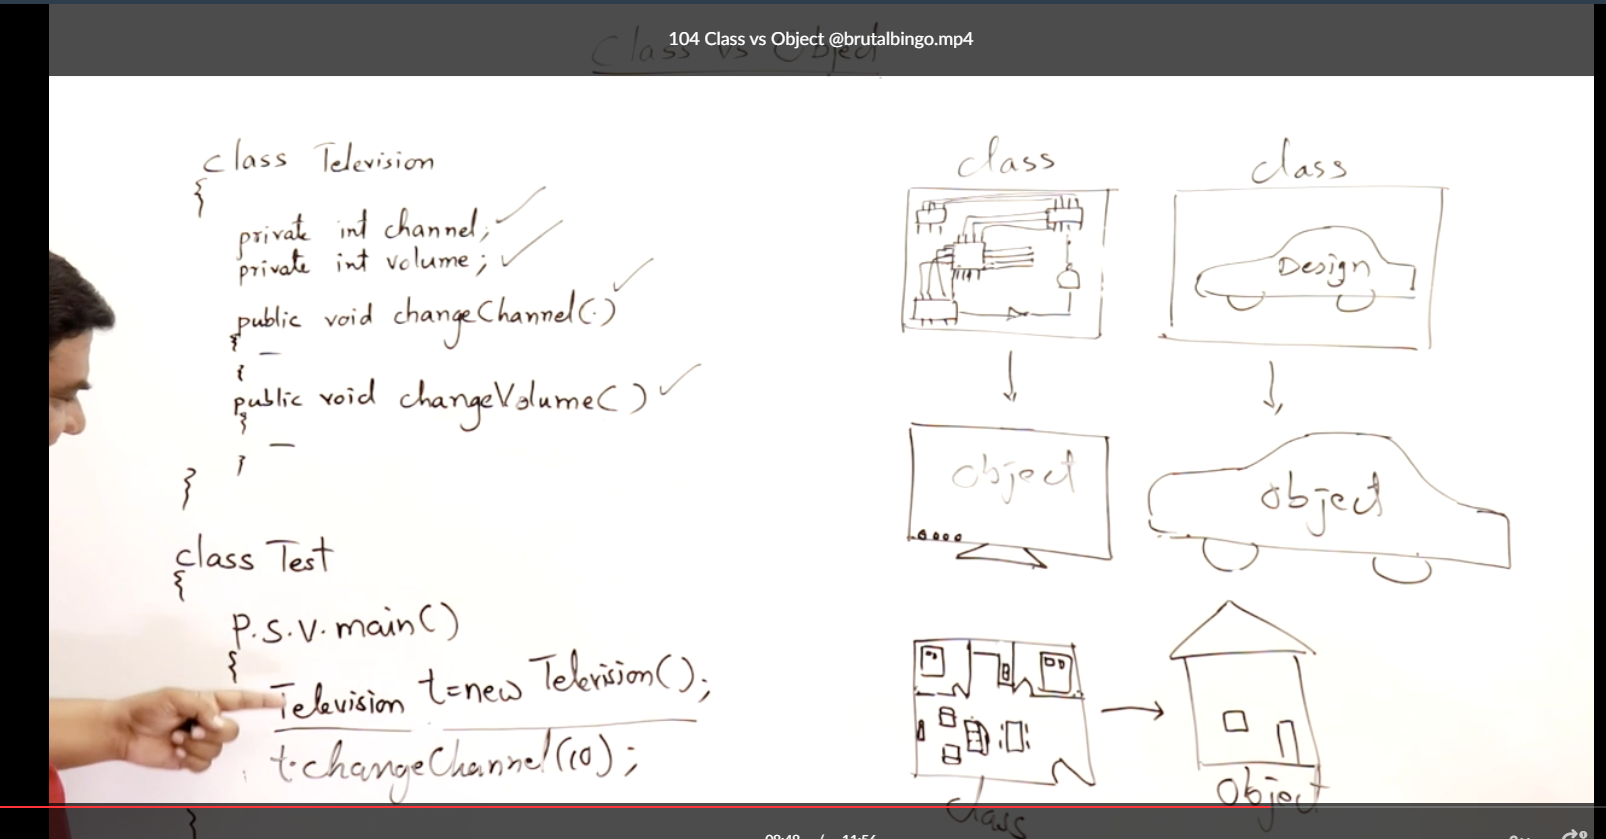 104 Class vs Object @brutalbingo.mp4
Class vs Object
class Television
{
private int channel;
private int volume;
public void changeChannel(·)
{
—
}
public void changeVolume()
{
—
}
}
class Test
{
P.S.V.main()
{
Television t=new Television();
t.changeChannel(10);
}
class
class
Design
object
object
class
object
08:48 / 11:56